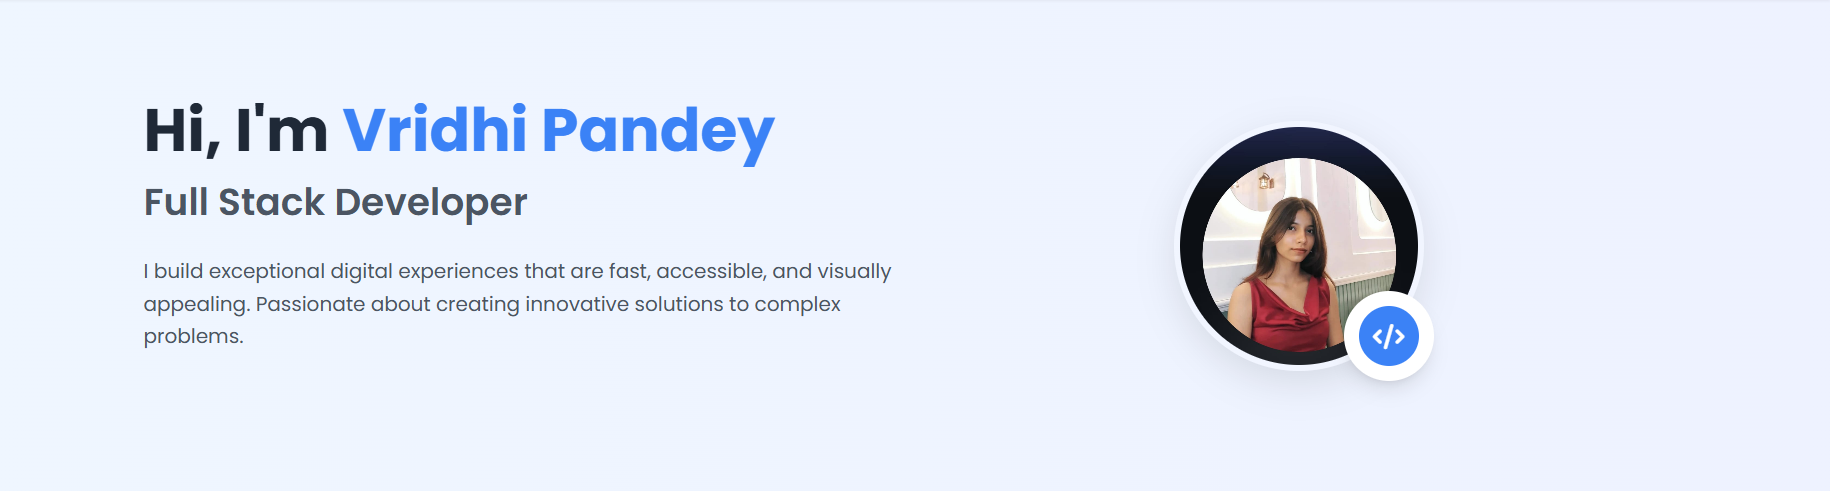 Hi, I'm Vridhi Pandey
Full Stack Developer
I build exceptional digital experiences that are fast, accessible, and visually
appealing. Passionate about creating innovative solutions to complex
problems.
</>